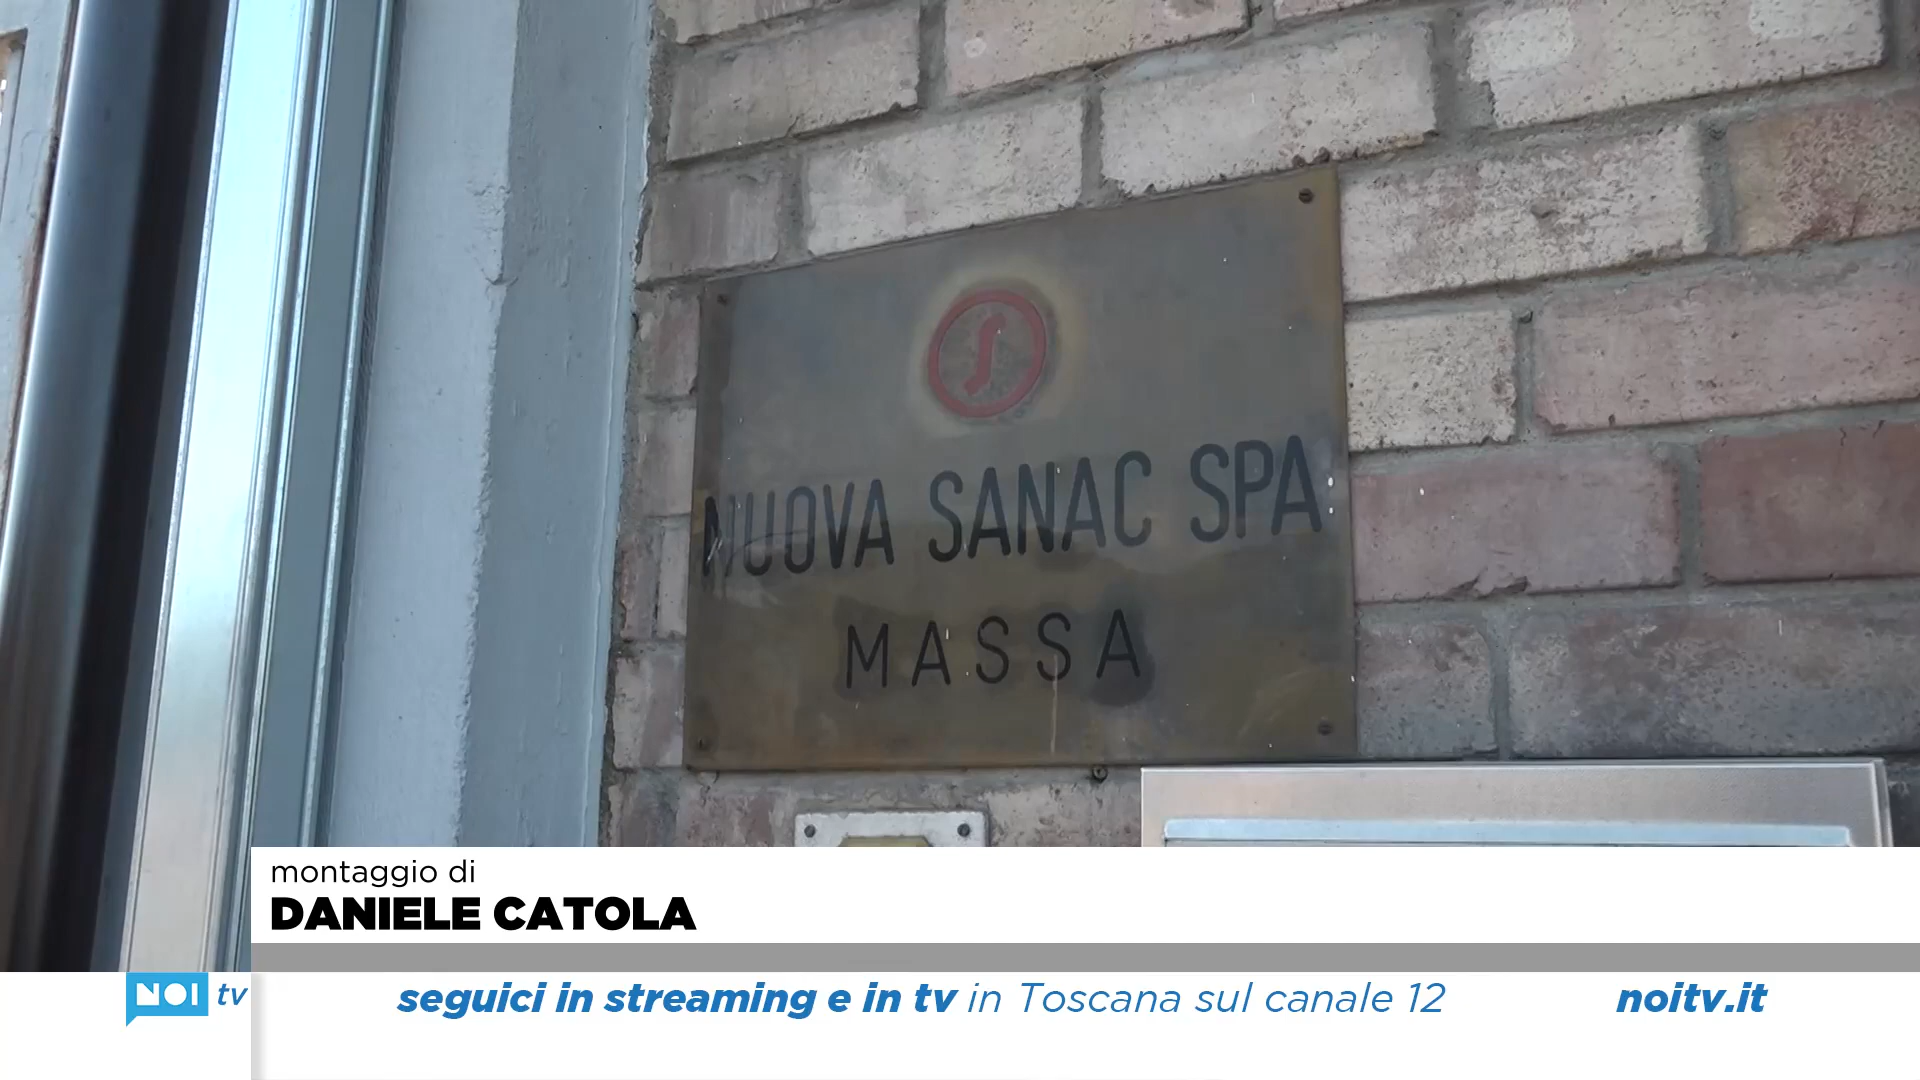 NUOVA SANAC SPA
MASSA
montaggio di
DANIELE CATOLA
NOI tv
seguici in streaming e in tv in Toscana sul canale 12
noitv.it